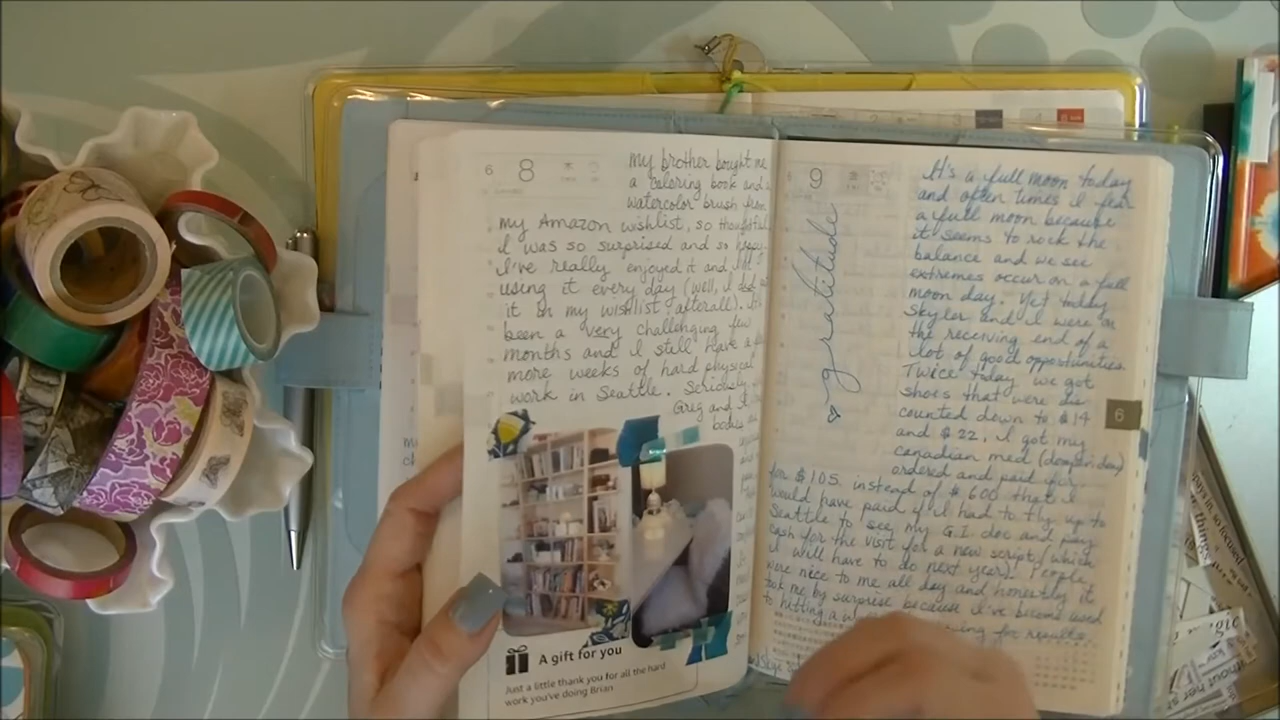 6 8
my brother bought me
a coloring book and
watercolor brush from
my Amazon wishlist, so thoughtful
I was so surprised and so happy.
I've really enjoyed it and
using it every day (well, I did
it on my wishlist afterall).
been a very challenging few
months and I still have a
more weeks of hard physical
work in Seattle. Seriously
Greg and I
A gift for you
Just a little thank you for all the hard
work you've doing Brian
9
gratitude
It's a full moon today
and often times I fear
a full moon because
it seems to rock the
balance and we see
extremes occur on a full
moon day. Yet today
Skyler and I were on
the receiving end of a
lot of good opportunities.
Twice today we got
shoes that were dis
counted down to $14
and $22. I got my
Canadian med (domperidone)
ordered and paid for
for $105. instead of $600 that I
would have paid if I'd had to fly up to
Seattle to see my G.I. doc and pay
cash for the visit for a new script (which
I will have to do next year). People
were nice to me all day and honestly it
took me by surprise because I've become used
to hitting a for results.
6